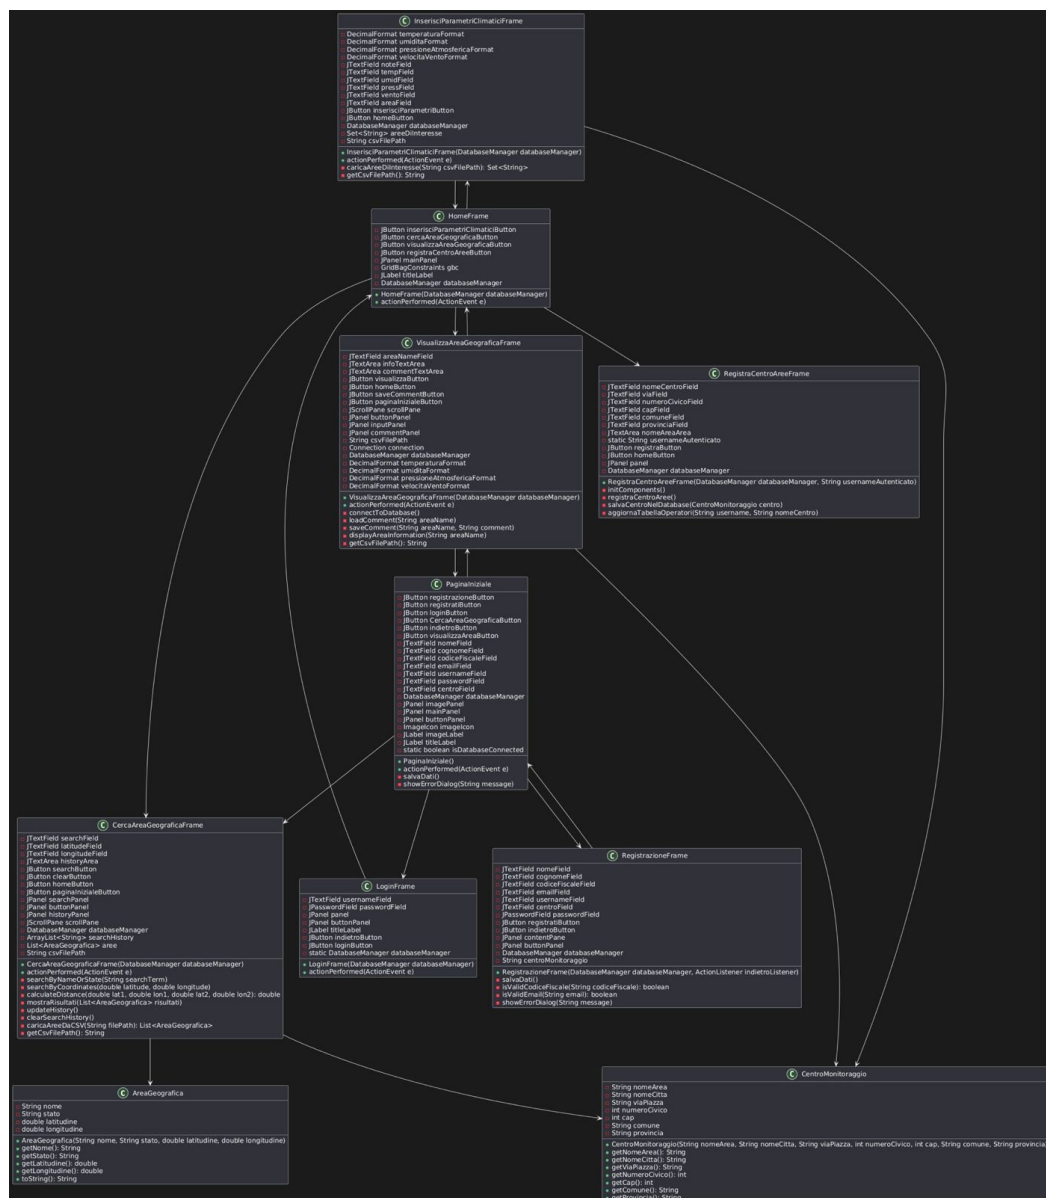 C InserisciParametriClimaticiFrame
DecimalFormat temperaturaFormat
DecimalFormat umiditaFormat
DecimalFormat pressioneAtmosfericaFormat
DecimalFormat velocitaVentoFormat
JTextField noteField
JTextField tempField
JTextField umidField
JTextField pressField
JTextField ventoField
JTextField areaField
JButton inserisciParametriButton
JButton homeButton
DatabaseManager databaseManager
Set<String> areeDiInteresse
String csvFilePath
InserisciParametriClimaticiFrame(DatabaseManager databaseManager)
actionPerformed(ActionEvent e)
caricaAreeDiInteresse(String csvFilePath): Set<String>
getCsvFilePath(): String
C HomeFrame
JButton inserisciParametriClimaticiButton
JButton cercaAreaGeograficaButton
JButton visualizzaAreaGeograficaButton
JButton registraCentroAreeButton
JPanel mainPanel
GridBagConstraints gbc
JLabel titleLabel
DatabaseManager databaseManager
HomeFrame(DatabaseManager databaseManager)
actionPerformed(ActionEvent e)
C VisualizzaAreaGeograficaFrame
JTextField areaNameField
JTextArea infoTextArea
JTextArea commentTextArea
JButton visualizzaButton
JButton homeButton
JButton saveCommentButton
JButton paginaInizialeButton
JScrollPane scrollPane
JPanel buttonPanel
JPanel inputPanel
JPanel commentPanel
String csvFilePath
Connection connection
DatabaseManager databaseManager
DecimalFormat temperaturaFormat
DecimalFormat umiditaFormat
DecimalFormat pressioneAtmosfericaFormat
DecimalFormat velocitaVentoFormat
VisualizzaAreaGeograficaFrame(DatabaseManager databaseManager)
actionPerformed(ActionEvent e)
connectToDatabase()
loadComment(String areaName)
saveComment(String areaName, String comment)
displayAreaInformation(String areaName)
getCsvFilePath(): String
C RegistraCentroAreeFrame
JTextField nomeCentroField
JTextField viaField
JTextField numeroCivicoField
JTextField capField
JTextField comuneField
JTextField provinciaField
JTextArea nomeAreaArea
static String usernameAutenticato
JButton registraButton
JButton homeButton
JPanel panel
DatabaseManager databaseManager
RegistraCentroAreeFrame(DatabaseManager databaseManager, String usernameAutenticato)
initComponents()
registraCentroAree()
salvaCentroNelDatabase(CentroMonitoraggio centro)
aggiornaTabellaOperatori(String username, String nomeCentro)
C PaginaIniziale
JButton registrazioneButton
JButton registratiButton
JButton loginButton
JButton CercaAreaGeograficaButton
JButton indietroButton
JButton visualizzaAreaButton
JTextField nomeField
JTextField cognomeField
JTextField codiceFiscaleField
JTextField emailField
JTextField usernameField
JTextField passwordField
JTextField centroField
DatabaseManager databaseManager
JPanel imagePanel
JPanel mainPanel
JPanel buttonPanel
ImageIcon imageIcon
JLabel imageLabel
JLabel titleLabel
static boolean isDatabaseConnected
PaginaIniziale()
actionPerformed(ActionEvent e)
salvaDati()
showErrorDialog(String message)
C CercaAreaGeograficaFrame
JTextField searchField
JTextField latitudeField
JTextField longitudeField
JTextArea historyArea
JButton searchButton
JButton clearButton
JButton homeButton
JButton paginaInizialeButton
JPanel searchPanel
JPanel buttonPanel
JPanel historyPanel
JScrollPane scrollPane
DatabaseManager databaseManager
ArrayList<String> searchHistory
List<AreaGeografica> aree
String csvFilePath
CercaAreaGeograficaFrame(DatabaseManager databaseManager)
actionPerformed(ActionEvent e)
searchByNameOrState(String searchTerm)
searchByCoordinates(double latitude, double longitude)
calculateDistance(double lat1, double lon1, double lat2, double lon2): double
mostraRisultati(List<AreaGeografica> risultati)
updateHistory()
clearSearchHistory()
caricaAreeDaCSV(String filePath): List<AreaGeografica>
getCsvFilePath(): String
C LoginFrame
JTextField usernameField
JPasswordField passwordField
JPanel panel
JPanel buttonPanel
JLabel titleLabel
JButton indietroButton
JButton loginButton
static DatabaseManager databaseManager
LoginFrame(DatabaseManager databaseManager)
actionPerformed(ActionEvent e)
C RegistrazioneFrame
JTextField nomeField
JTextField cognomeField
JTextField codiceFiscaleField
JTextField emailField
JTextField usernameField
JTextField centroField
JPasswordField passwordField
JButton registratiButton
JButton indietroButton
JPanel contentPane
JPanel buttonPanel
DatabaseManager databaseManager
String centroMonitoraggio
RegistrazioneFrame(DatabaseManager databaseManager, ActionListener indietroListener)
salvaDati()
isValidCodiceFiscale(String codiceFiscale): boolean
isValidEmail(String email): boolean
showErrorDialog(String message)
C AreaGeografica
String nome
String stato
double latitudine
double longitudine
AreaGeografica(String nome, String stato, double latitudine, double longitudine)
getNome(): String
getStato(): String
getLatitudine(): double
getLongitudine(): double
toString(): String
C CentroMonitoraggio
String nomeArea
String nomeCitta
String viaPiazza
int numeroCivico
int cap
String comune
String provincia
CentroMonitoraggio(String nomeArea, String nomeCitta, String viaPiazza, int numeroCivico, int cap, String comune, String provincia)
getNomeArea(): String
getNomeCitta(): String
getViaPiazza(): String
getNumeroCivico(): int
getCap(): int
getComune(): String
getProvincia(): String